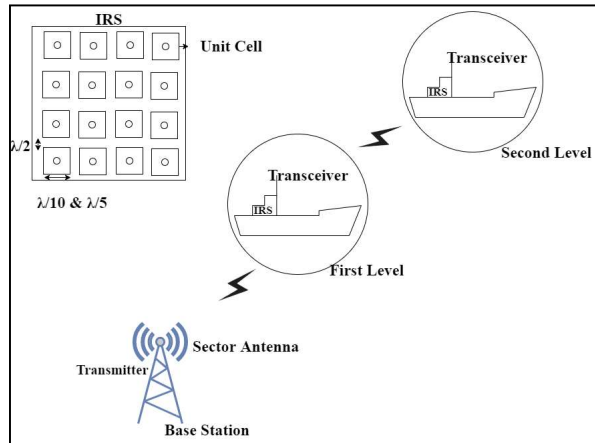 IRS
Unit Cell
λ/2
λ/10 & λ/5
Transceiver
IRS
Second Level
Transceiver
IRS
First Level
Sector Antenna
Transmitter
Base Station